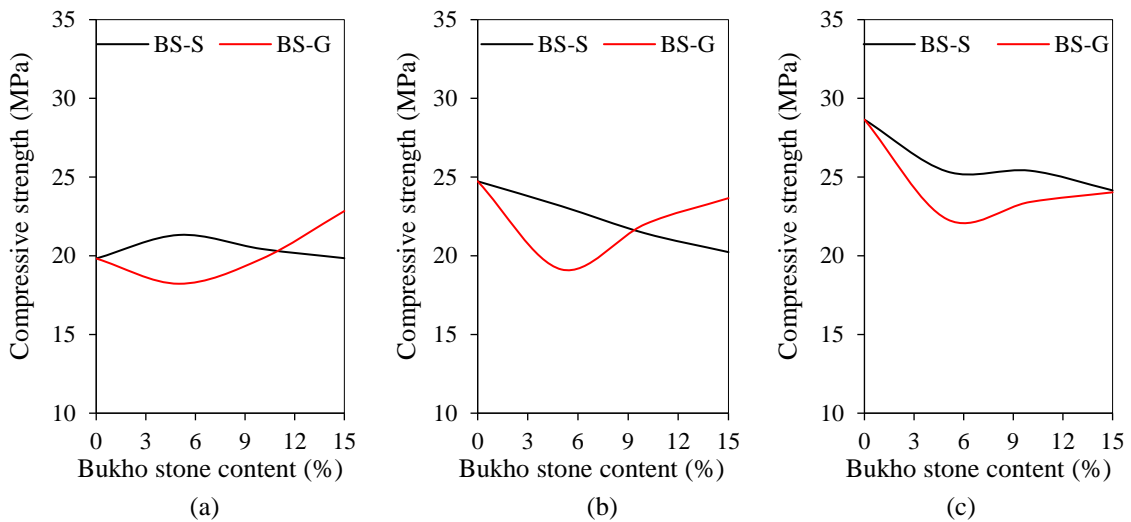 Compressive strength (MPa)
35
30
25
20
15
10
BS-S
BS-G
0
3
6
9
12
15
Bukho stone content (%)
(a)
Compressive strength (MPa)
35
30
25
20
15
10
BS-S
BS-G
0
3
6
9
12
15
Bukho stone content (%)
(b)
Compressive strength (MPa)
35
30
25
20
15
10
BS-S
BS-G
0
3
6
9
12
15
Bukho stone content (%)
(c)